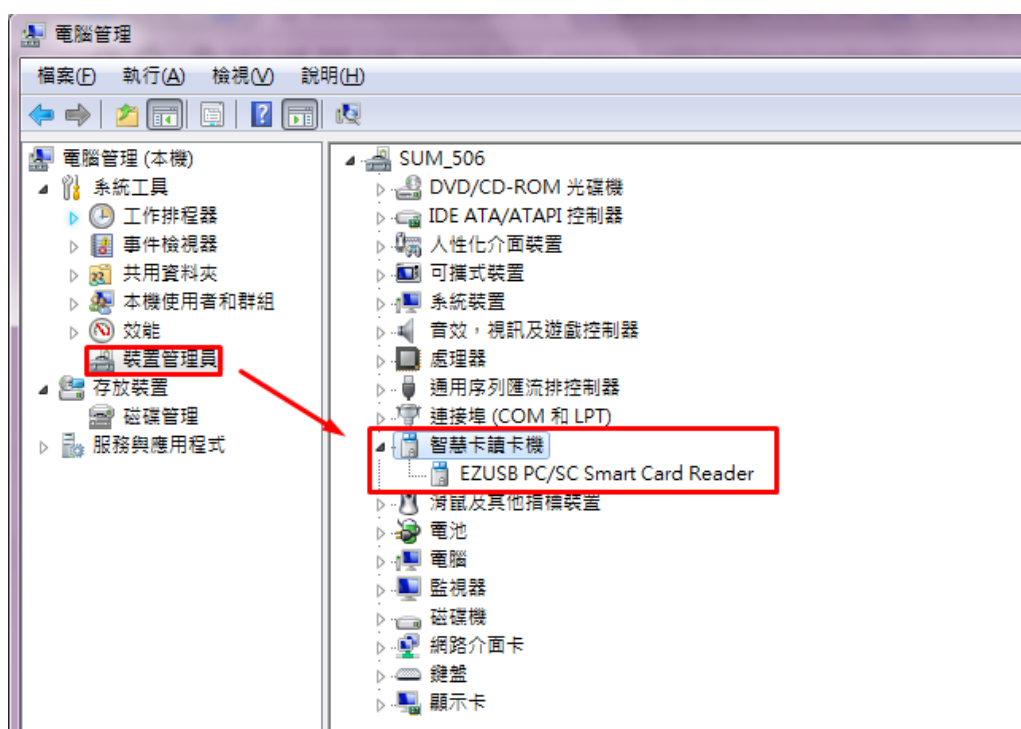 電腦管理
檔案(F) 執行(A) 檢視(V) 說明(H)
電腦管理 (本機)
系統工具
工作排程器
事件檢視器
共用資料夾
本機使用者和群組
效能
裝置管理員
存放裝置
磁碟管理
服務與應用程式
SUM_506
DVD/CD-ROM 光碟機
IDE ATA/ATAPI 控制器
人性化介面裝置
可攜式裝置
系統裝置
音效，視訊及遊戲控制器
處理器
通用序列匯流排控制器
連接埠 (COM 和 LPT)
智慧卡讀卡機
EZUSB PC/SC Smart Card Reader
滑鼠及其他指標裝置
電池
電腦
監視器
磁碟機
網路介面卡
鍵盤
顯示卡